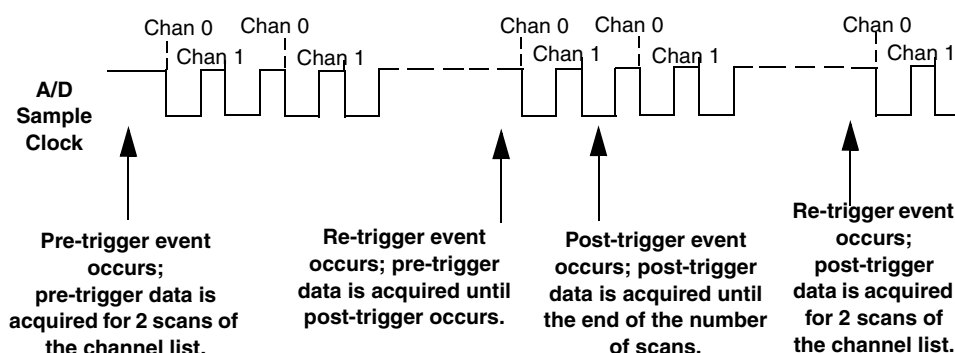 Chan 0 Chan 0 Chan 0 Chan 0 Chan 0
Chan 1 Chan 1 Chan 1 Chan 1 Chan 1
A/D
Sample
Clock
Pre-trigger event
occurs;
pre-trigger data is
acquired for 2 scans of
the channel list.
Re-trigger event
occurs; pre-trigger
data is acquired until
post-trigger occurs.
Post-trigger event
occurs; post-trigger
data is acquired until
the end of the number
of scans.
Re-trigger event
occurs;
post-trigger
data is acquired
for 2 scans of
the channel list.